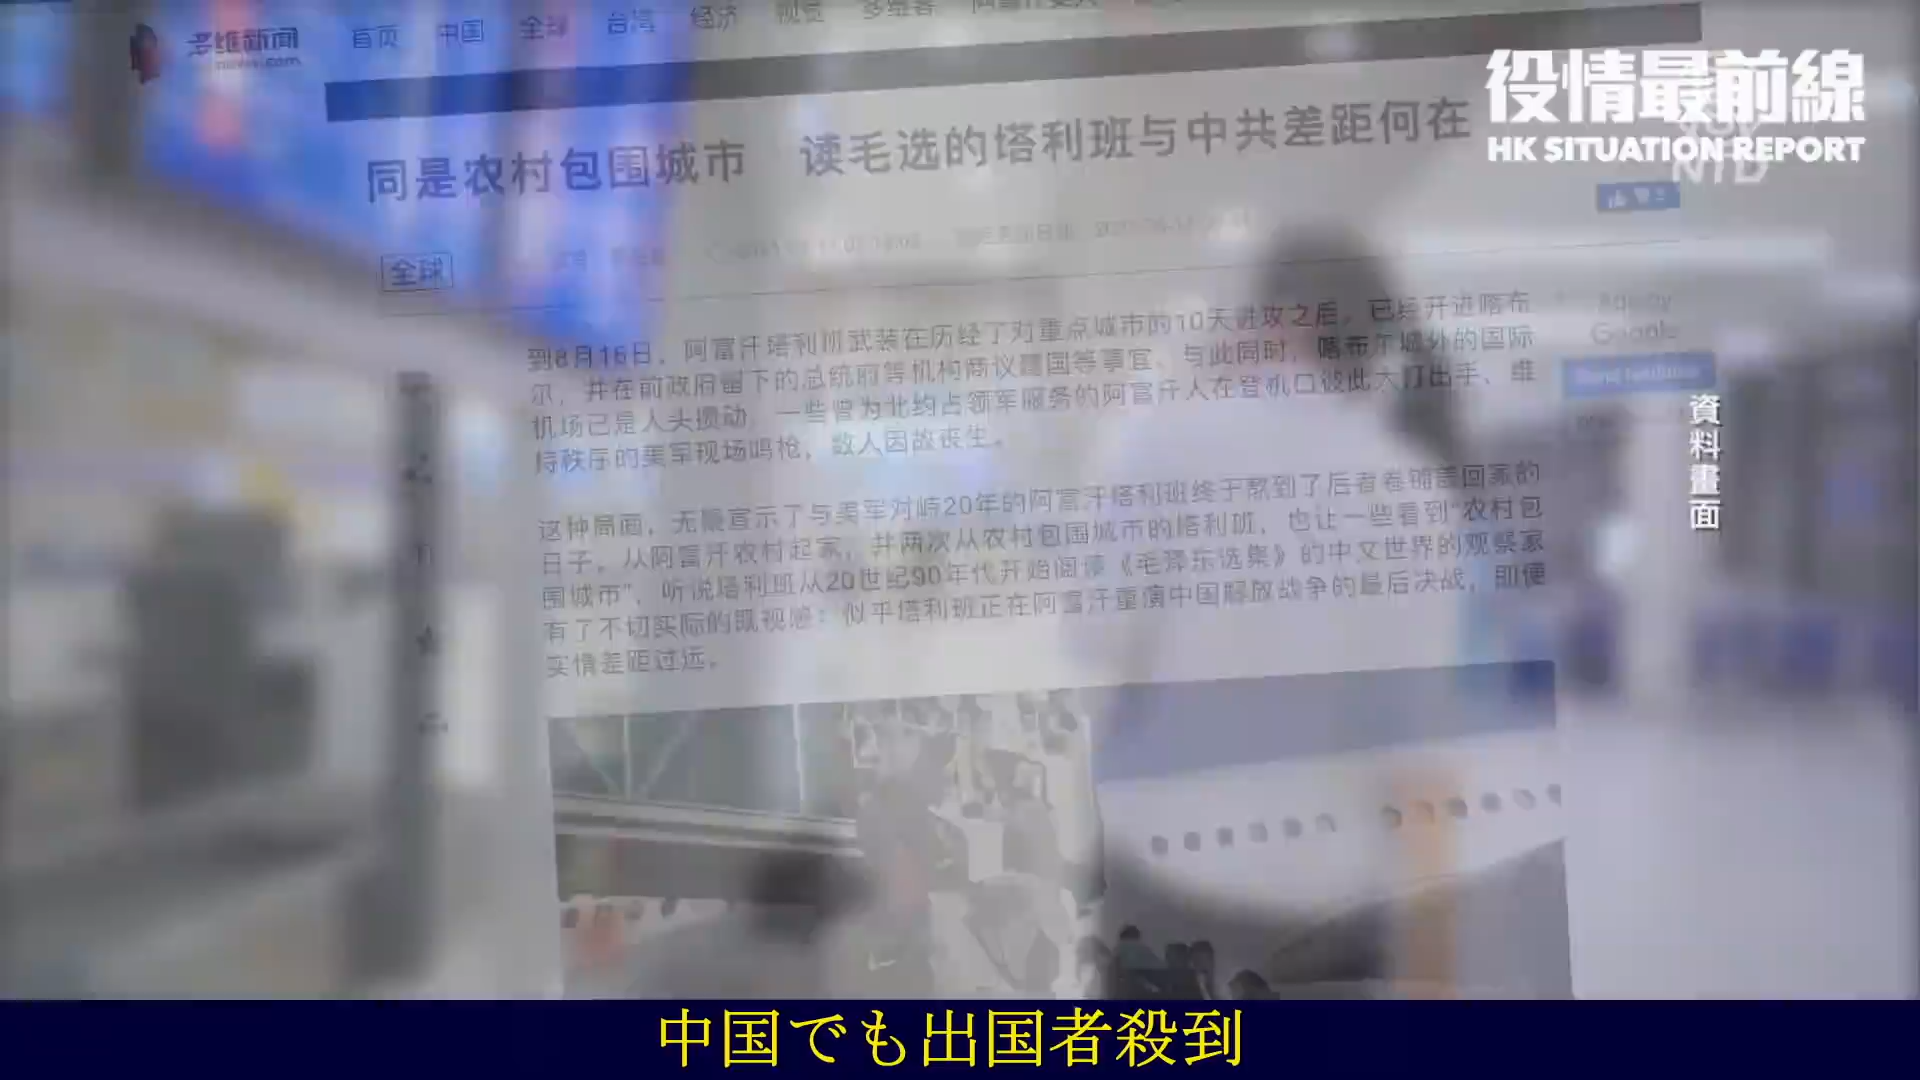 多维新闻
首页 中国 全球 台湾 经济 视觉 多维客
役情最前線
HK SITUATION REPORT
NTD
同是农村包围城市 读毛选的塔利班与中共差距何在
全球
到8月16日，阿富汗塔利班武装在历经了对重点城市的10天进攻之后，已经开进喀布
尔，并在前政府留下的总统府等机构商议建国等事宜，与此同时，喀布尔城外的国际
机场已是人头攒动，一些曾为北约占领军服务的阿富汗人在登机口彼此大打出手、维
持秩序的美军现场鸣枪，数人因故丧生。
这种局面，无疑宣示了与美军对峙20年的阿富汗塔利班终于熬到了后者卷铺盖回家的
日子。从阿富汗农村起家，并两次从农村包围城市的塔利班，也让一些看到“农村包
围城市”、听说塔利班从20世纪90年代开始阅读《毛泽东选集》的中文世界的观察家
有了不切实际的既视感：似乎塔利班正在阿富汗重演中国解放战争的最后决战，即便
实情差距过远。
資料畫面
中国でも出国者殺到